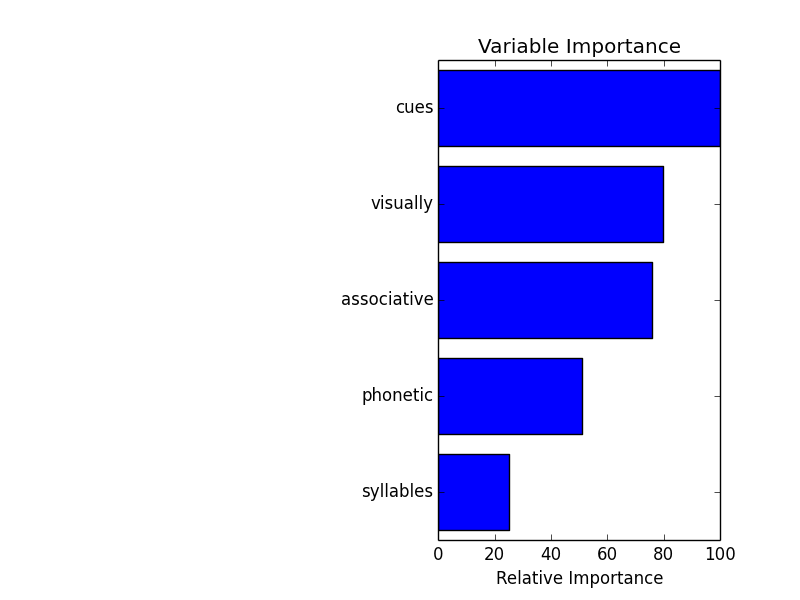 Variable Importance
cues
visually
associative
phonetic
syllables
0 20 40 60 80 100
Relative Importance